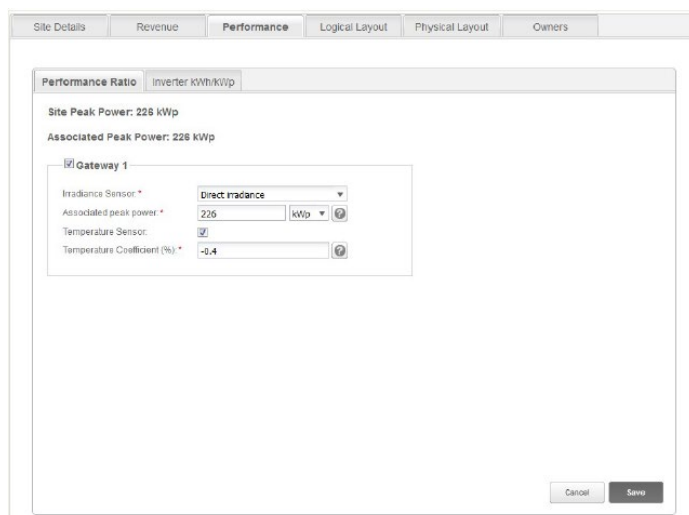 Site Details Revenue Performance Logical Layout Physical Layout Owners
Performance Ratio Inverter KWh/KWp
Site Peak Power: 226 kWp
Associated Peak Power: 226 kWp
Gateway 1
Irradiance Sensor:* Direct irradiance
Associated peak power:* 226 kWp ?
Temperature Sensor:
Temperature Coefficient (%):* -0.4 ?
Cancel Save